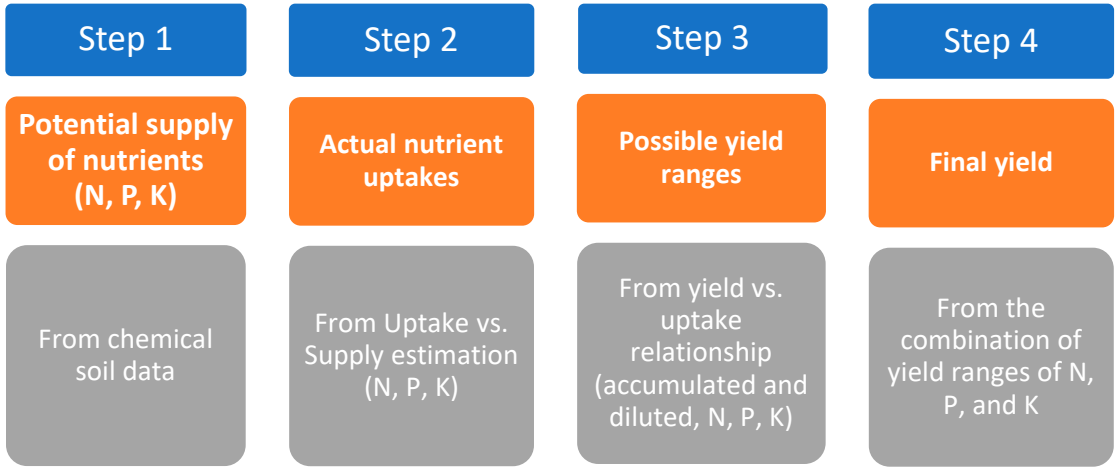 Step 1
Potential supply
of nutrients
(N, P, K)
From chemical
soil data
Step 2
Actual nutrient
uptakes
From Uptake vs.
Supply estimation
(N, P, K)
Step 3
Possible yield
ranges
From yield vs.
uptake
relationship
(accumulated and
diluted, N, P, K)
Step 4
Final yield
From the
combination of
yield ranges of N,
P, and K